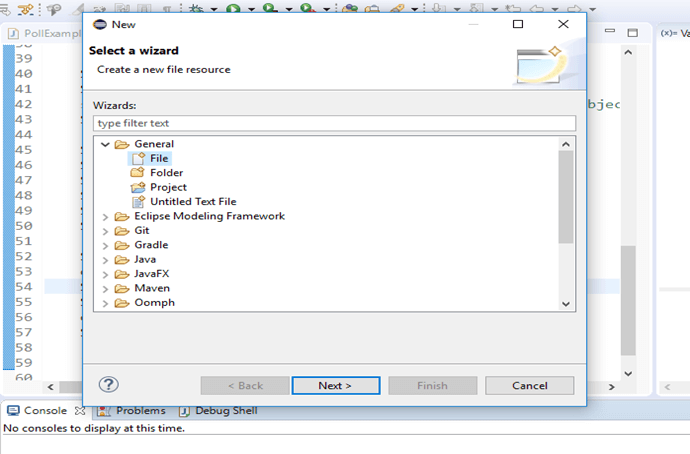 New
PollExamp
(x)= Va
Select a wizard
Create a new file resource
Wizards:
type filter text
General
File
Folder
Project
Untitled Text File
Eclipse Modeling Framework
Git
Gradle
Java
JavaFX
Maven
Oomph
39
40
41
42
bjec
43
45
46
47
48
49
50
51
52
53
54
55
56
57
58
59
60
?
< Back
Next >
Finish
Cancel
Console
Problems
Debug Shell
No consoles to display at this time.